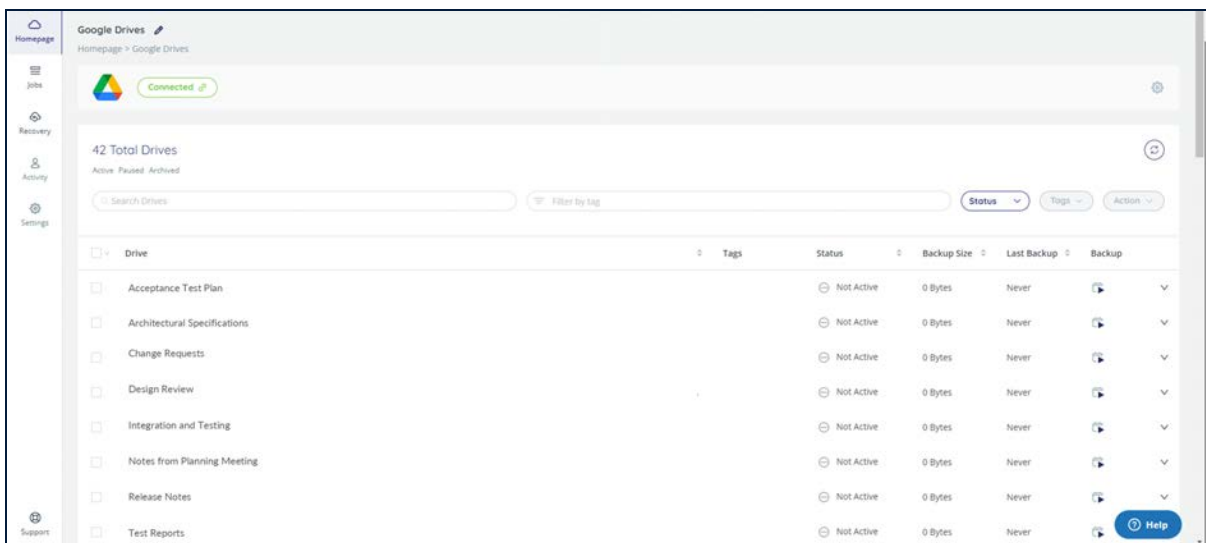 Homepage
Jobs
Recovery
Activity
Settings
Support
Google Drives
Homepage > Google Drives
Connected
42 Total Drives
Active Paused Archived
Search Drives
Filter by tag
Status
Tags
Action
Drive Tags Status Backup Size Last Backup Backup
Acceptance Test Plan Not Active 0 Bytes Never
Architectural Specifications Not Active 0 Bytes Never
Change Requests Not Active 0 Bytes Never
Design Review Not Active 0 Bytes Never
Integration and Testing Not Active 0 Bytes Never
Notes from Planning Meeting Not Active 0 Bytes Never
Release Notes Not Active 0 Bytes Never
Test Reports Not Active 0 Bytes Never
Help